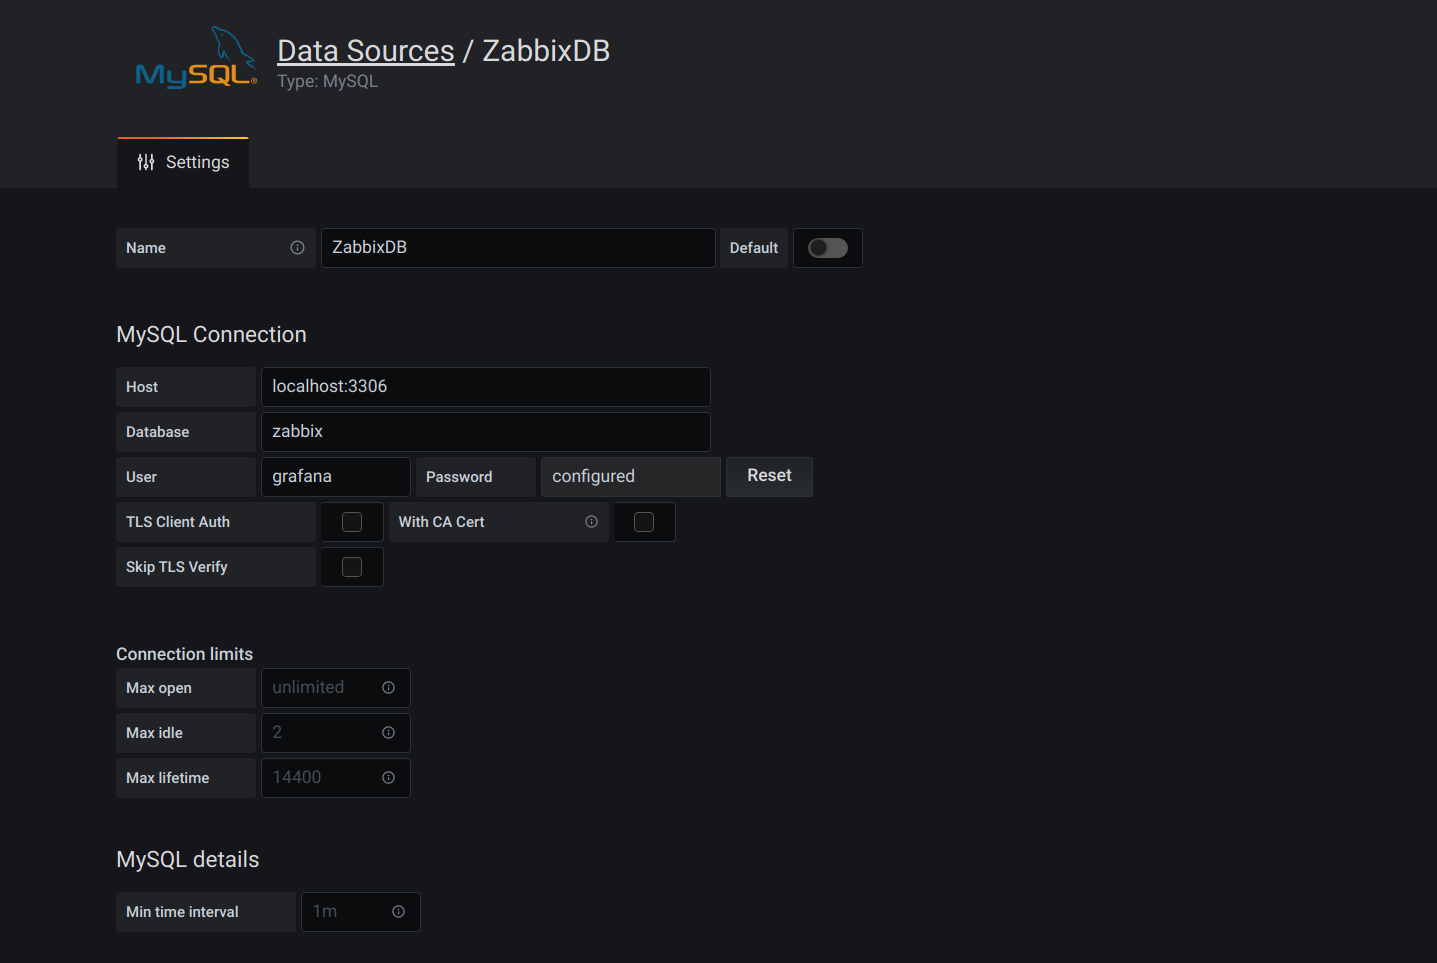 MySQL®
Data Sources / ZabbixDB
Type: MySQL
Settings
Name ZabbixDB Default
MySQL Connection
Host localhost:3306
Database zabbix
User grafana Password configured Reset
TLS Client Auth With CA Cert
Skip TLS Verify
Connection limits
Max open unlimited
Max idle 2
Max lifetime 14400
MySQL details
Min time interval 1m